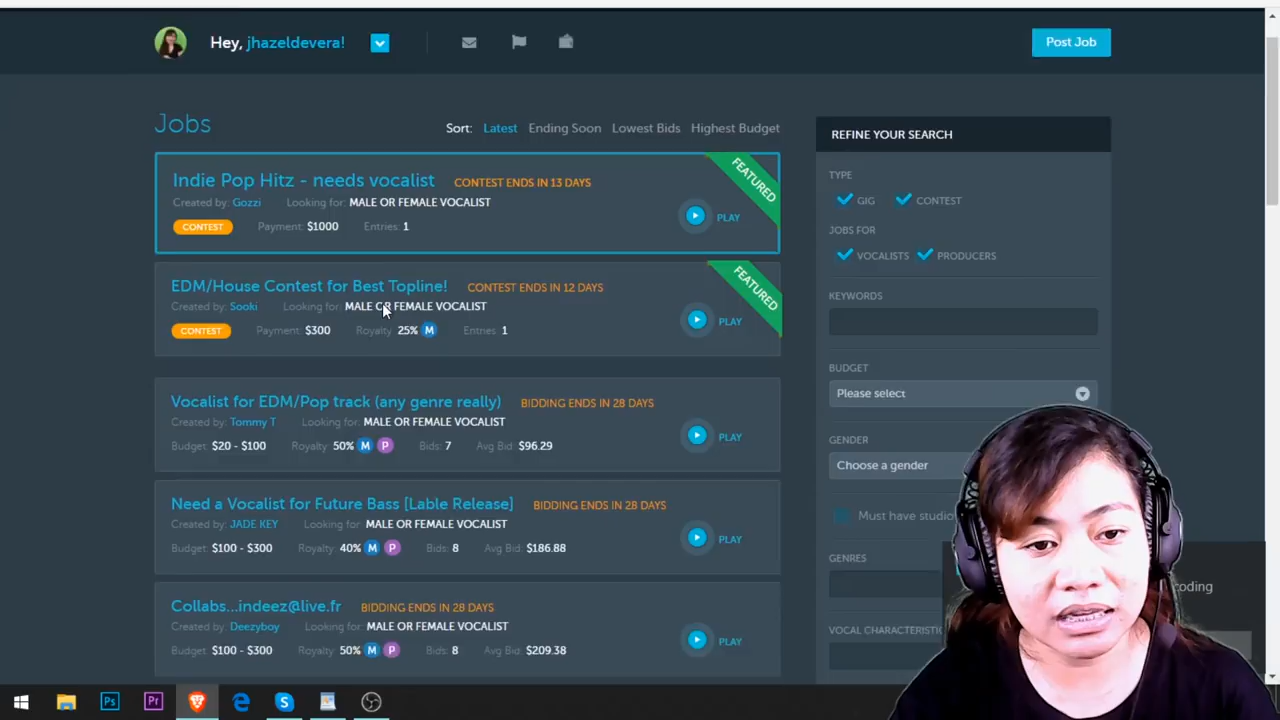 Hey, jhazeldevera!
Post Job
Jobs
Sort: Latest Ending Soon Lowest Bids Highest Budget
Indie Pop Hitz - needs vocalist CONTEST ENDS IN 13 DAYS
Created by: Gozzi Looking for: MALE OR FEMALE VOCALIST
CONTEST Payment: $1000 Entries: 1
PLAY
FEATURED
EDM/House Contest for Best Topline! CONTEST ENDS IN 12 DAYS
Created by: Sooki Looking for: MALE OR FEMALE VOCALIST
CONTEST Payment: $300 Royalty: 25% M Entries: 1
PLAY
FEATURED
Vocalist for EDM/Pop track (any genre really) BIDDING ENDS IN 28 DAYS
Created by: Tommy T Looking for: MALE OR FEMALE VOCALIST
Budget: $20 - $100 Royalty: 50% M P Bids: 7 Avg Bid: $96.29
PLAY
Need a Vocalist for Future Bass [Lable Release] BIDDING ENDS IN 28 DAYS
Created by: JADE KEY Looking for: MALE OR FEMALE VOCALIST
Budget: $100 - $300 Royalty: 40% M P Bids: 8 Avg Bid: $186.88
PLAY
Collabs...indeez@live.fr BIDDING ENDS IN 28 DAYS
Created by: Deezyboy Looking for: MALE OR FEMALE VOCALIST
Budget: $100 - $300 Royalty: 50% M P Bids: 8 Avg Bid: $209.38
PLAY
REFINE YOUR SEARCH
TYPE
GIG CONTEST
JOBS FOR
VOCALISTS PRODUCERS
KEYWORDS
BUDGET
Please select
GENDER
Choose a gender
Must have studio
GENRES
coding
VOCAL CHARACTERISTIC
Ps Pr